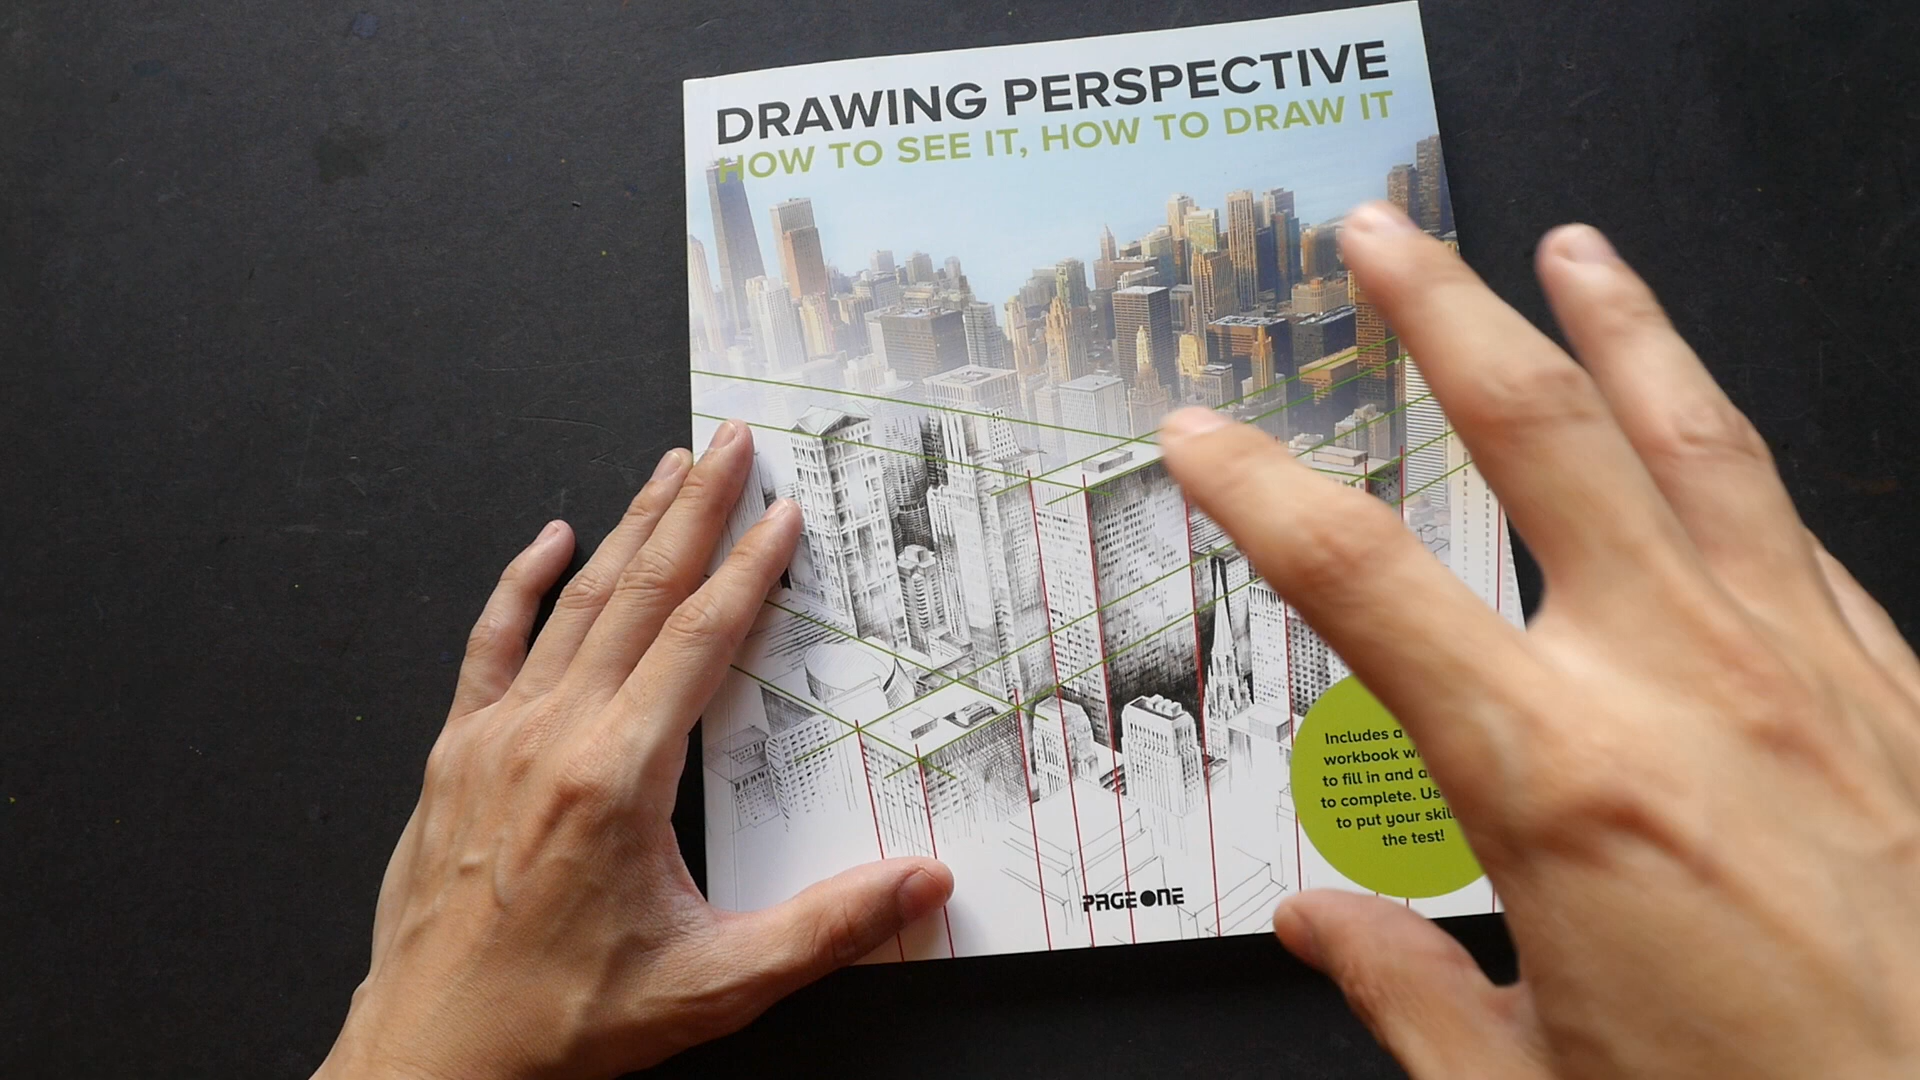 DRAWING PERSPECTIVE
HOW TO SEE IT, HOW TO DRAW IT
Includes a
workbook
to fill in and
to complete.
to put your
the test!
PAGE ONE